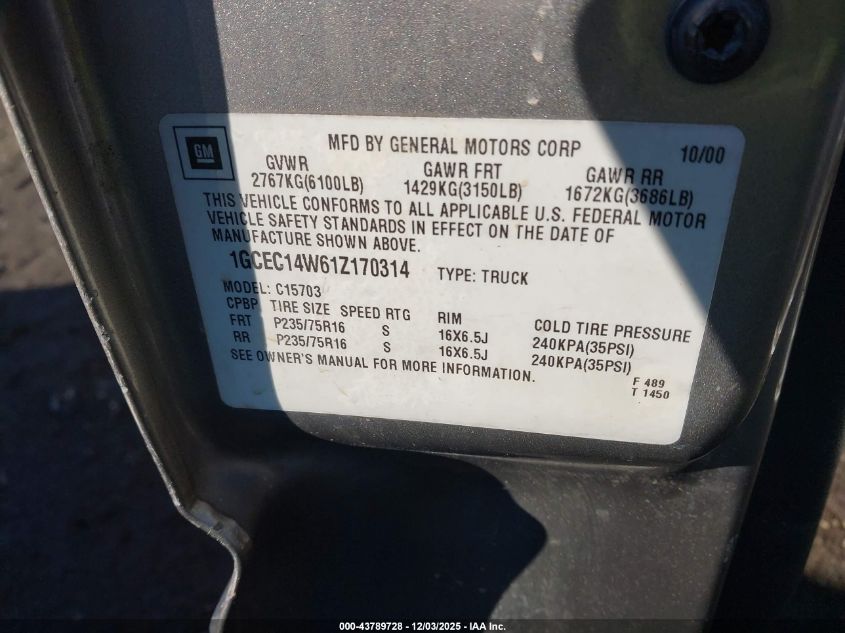 GM
MFD BY GENERAL MOTORS CORP 10/00
GVWR GAWR FRT GAWR RR
2767KG(6100LB) 1429KG(3150LB) 1672KG(3686LB)
THIS VEHICLE CONFORMS TO ALL APPLICABLE U.S. FEDERAL MOTOR
VEHICLE SAFETY STANDARDS IN EFFECT ON THE DATE OF
MANUFACTURE SHOWN ABOVE.
1GCEC14W61Z170314 TYPE: TRUCK
MODEL: C15703
CPBP TIRE SIZE SPEED RTG RIM COLD TIRE PRESSURE
FRT P235/75R16 S 16X6.5J 240KPA(35PSI)
RR P235/75R16 S 16X6.5J 240KPA(35PSI)
SEE OWNER'S MANUAL FOR MORE INFORMATION.
F 489
T 1450
000-43789728 - 12/03/2025 - IAA Inc.